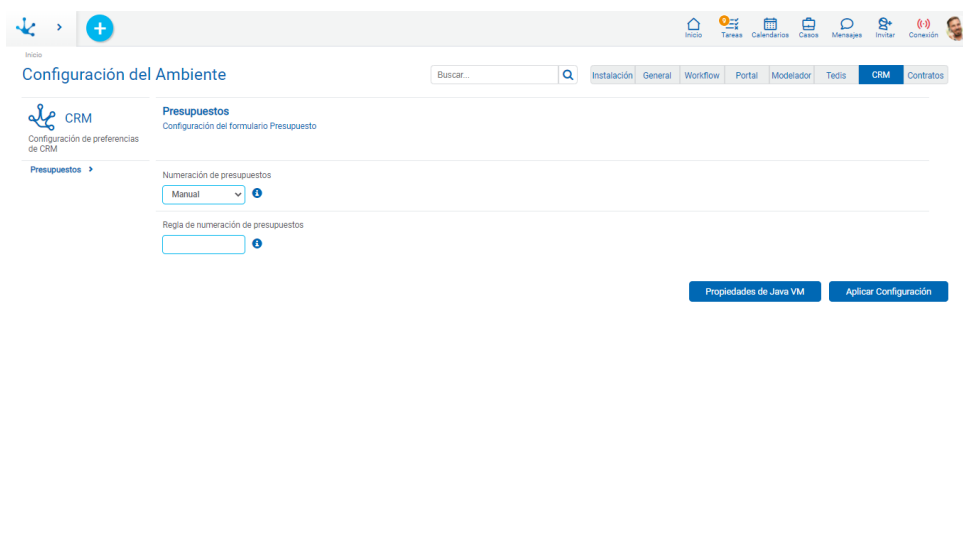 Inicio
9
Tareas
Calendarios
Casos
Mensajes
Invitar
Conexión
Inicio
Configuración del Ambiente
Buscar...
Instalación
General
Workflow
Portal
Modelador
Tedis
CRM
Contratos
CRM
Configuración de preferencias
de CRM
Presupuestos
Presupuestos
Configuración del formulario Presupuesto
Numeración de presupuestos
Manual
Regla de numeración de presupuestos
Propiedades de Java VM
Aplicar Configuración